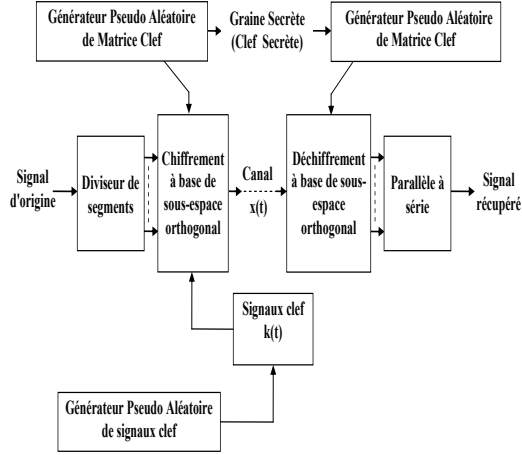 Générateur Pseudo Aléatoire
de Matrice Clef
Graine Secrète
(Clef Secrète)
Générateur Pseudo Aléatoire
de Matrice Clef
Signal
d'origine
Diviseur de
segments
Chiffrement
à base de
sous-espace
orthogonal
Canal
x(t)
Déchiffrement
à base de sous-
espace
orthogonal
Parallèle à
série
Signal
récupéré
Signaux clef
k(t)
Générateur Pseudo Aléatoire
de signaux clef